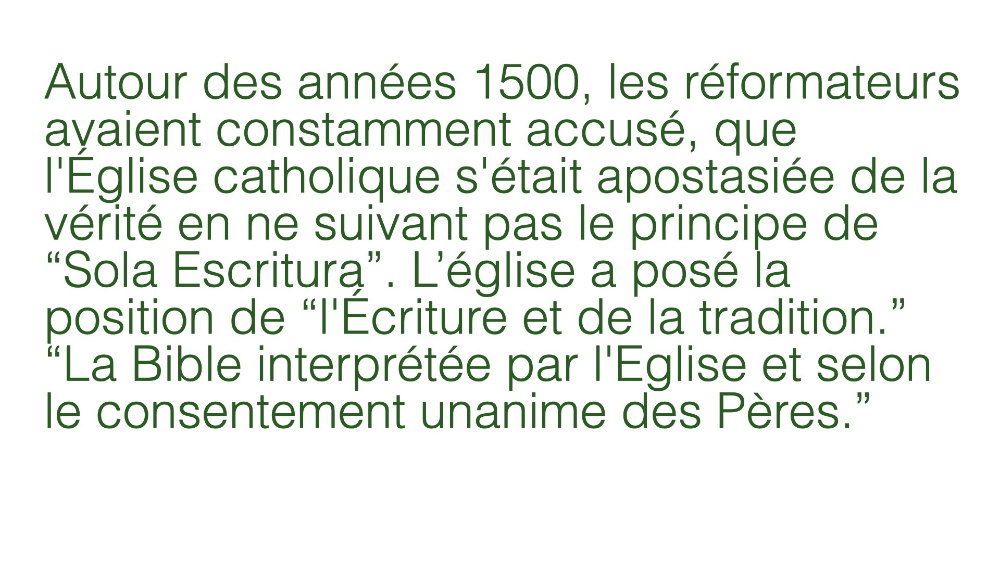 Autour des années 1500, les réformateurs
avaient constamment accusé, que
l'Église catholique s'était apostasiée de la
vérité en ne suivant pas le principe de
“Sola Escritura”. L’église a posé la
position de “l'Écriture et de la tradition.”
“La Bible interprétée par l'Eglise et selon
le consentement unanime des Pères.”